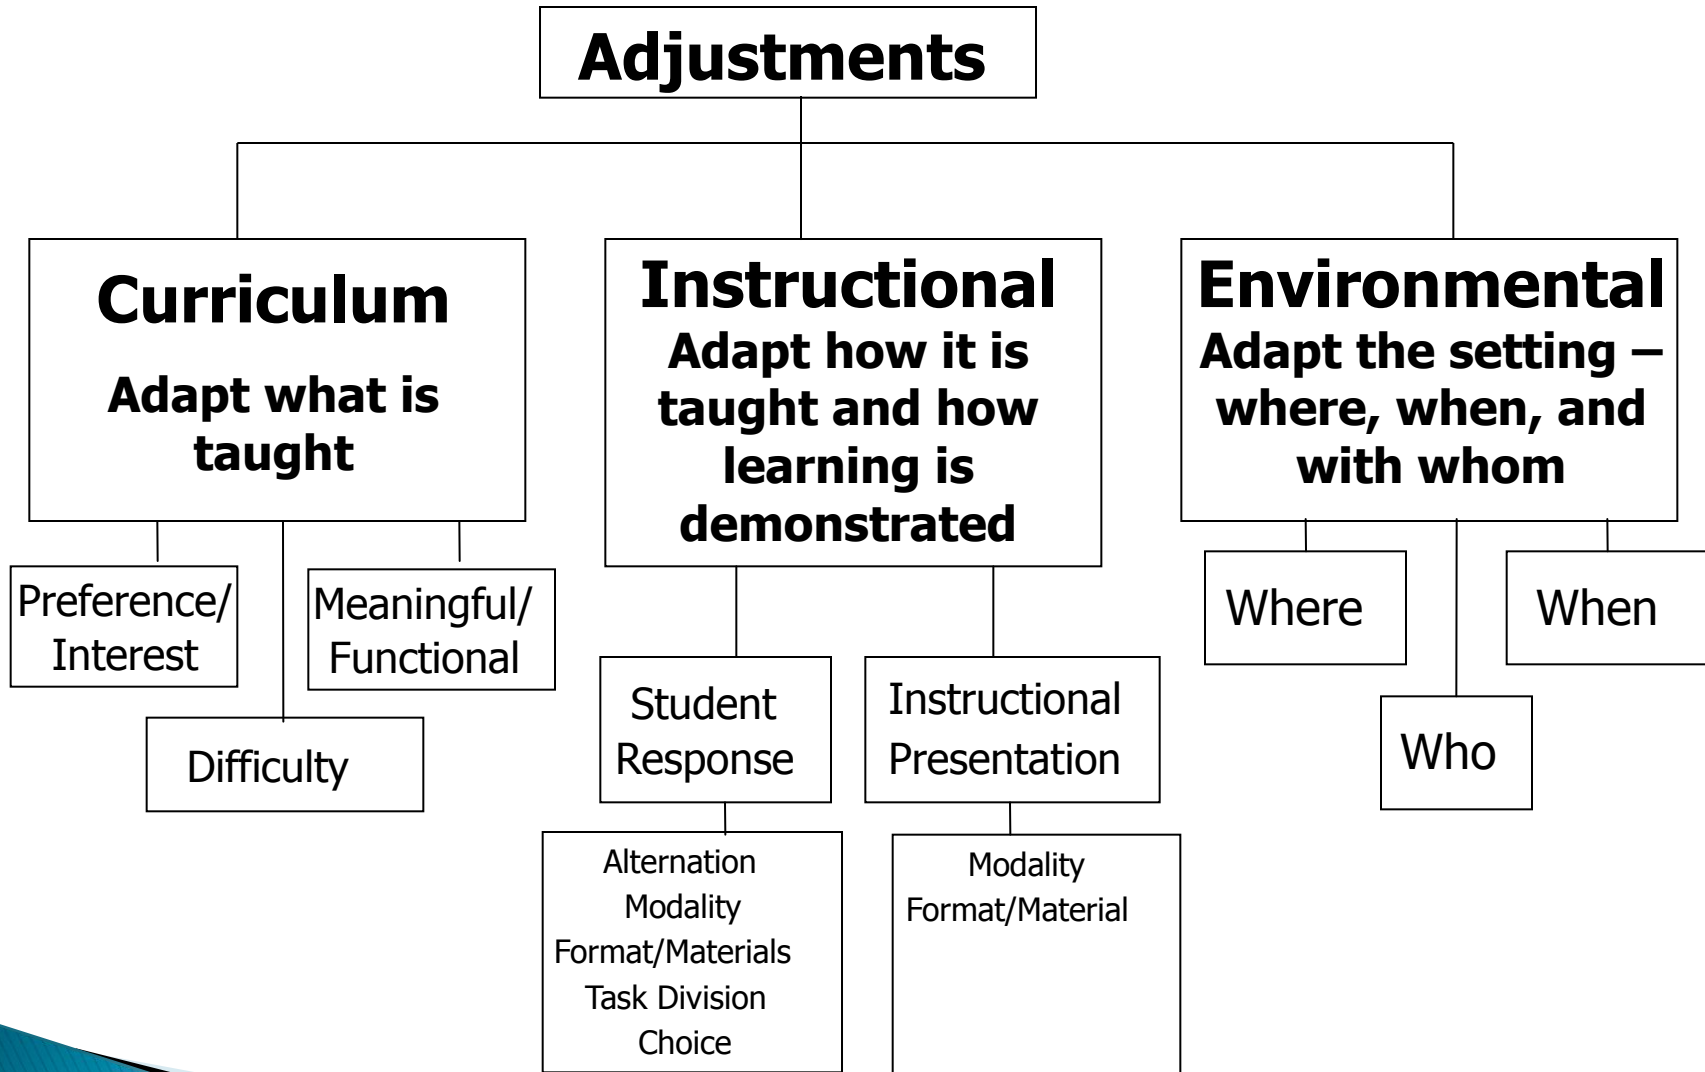 Adjustments
Curriculum
Adapt what is
taught
Instructional
Adapt how it is
taught and how
learning is
demonstrated
Environmental
Adapt the setting –
where, when, and
with whom
Preference/
Interest
Meaningful/
Functional
Difficulty
Student
Response
Instructional
Presentation
Where
When
Who
Alternation
Modality
Format/Materials
Task Division
Choice
Modality
Format/Material